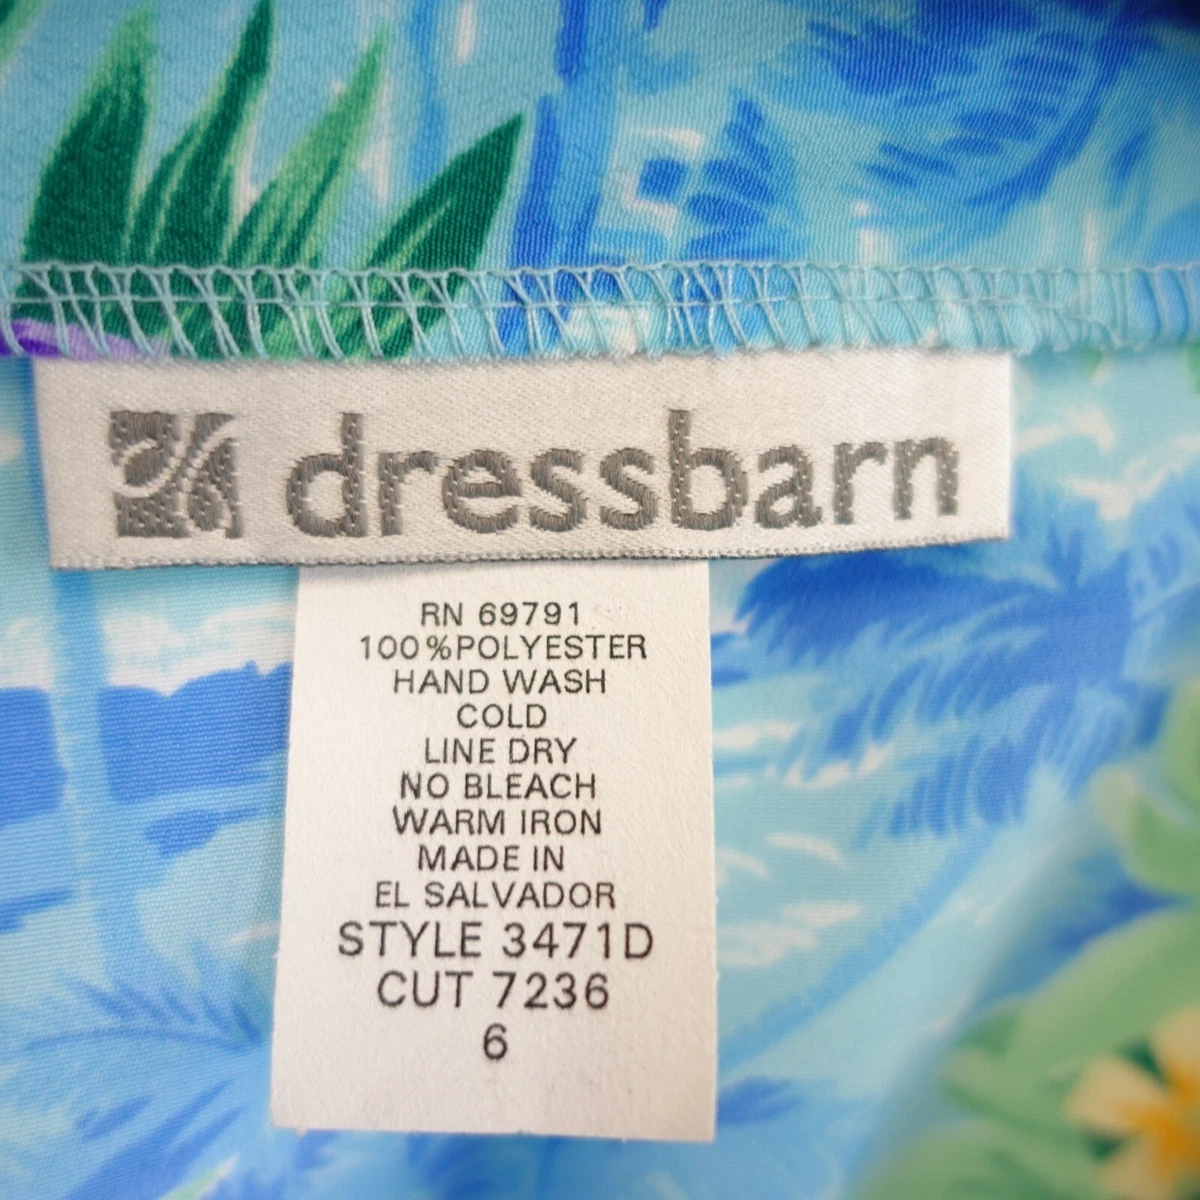 dressbarn
RN 69791
100%POLYESTER
HAND WASH
COLD
LINE DRY
NO BLEACH
WARM IRON
MADE IN
EL SALVADOR
STYLE 3471D
CUT 7236
6